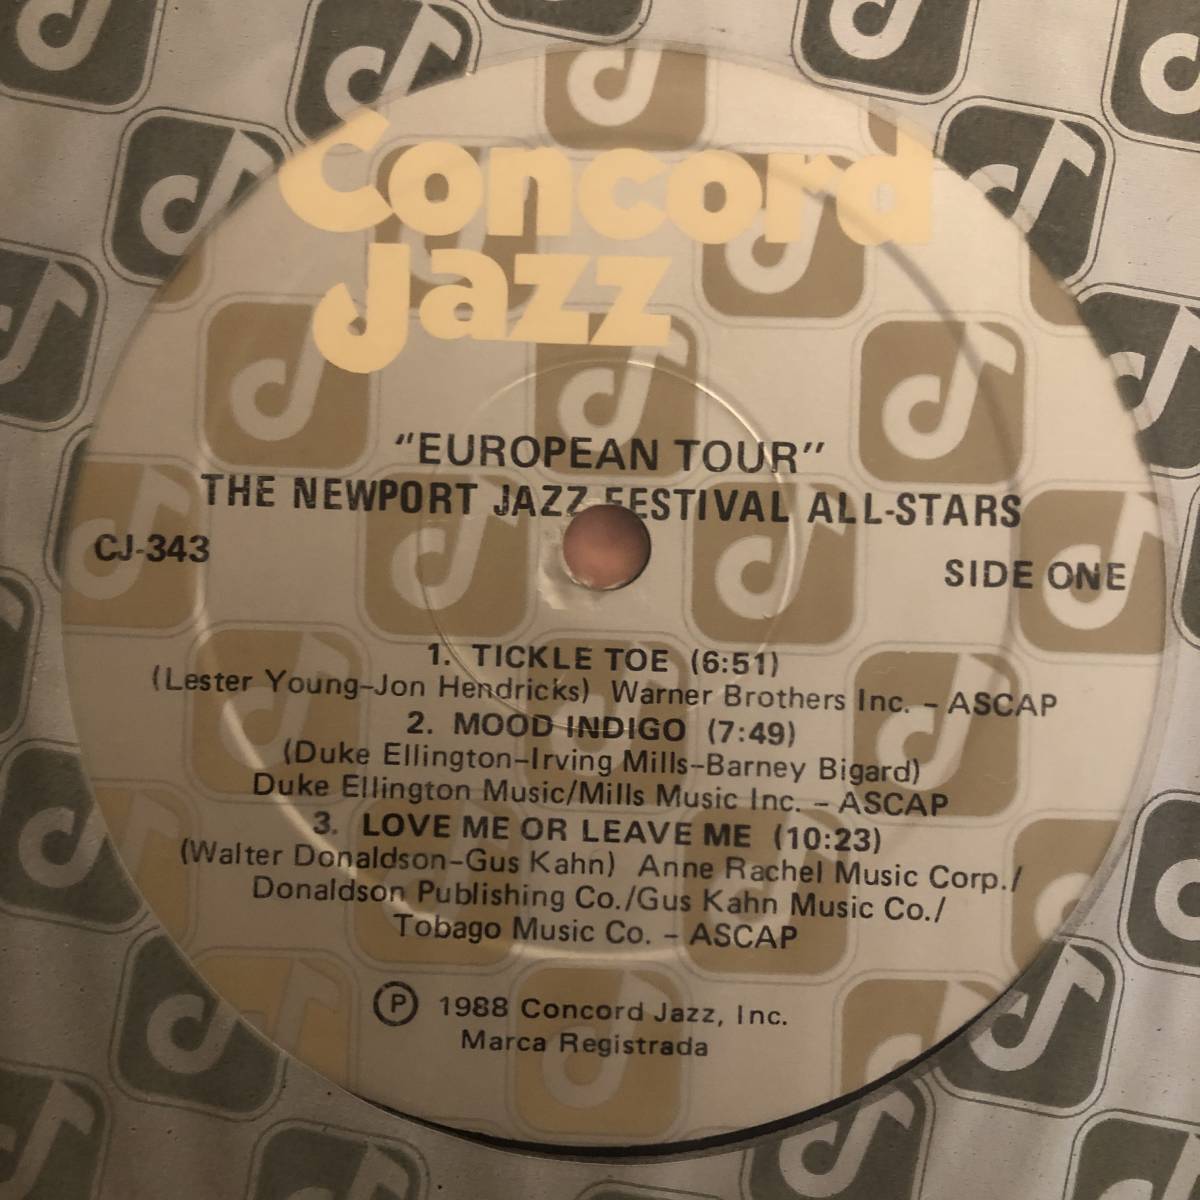 Concord
Jazz
"EUROPEAN TOUR"
THE NEWPORT JAZZ FESTIVAL ALL-STARS
CJ-343
SIDE ONE
1. TICKLE TOE (6:51)
(Lester Young-Jon Hendricks) Warner Brothers Inc. - ASCAP
2. MOOD INDIGO (7:49)
(Duke Ellington-Irving Mills-Barney Bigard)
Duke Ellington Music/Mills Music Inc. - ASCAP
3. LOVE ME OR LEAVE ME (10:23)
(Walter Donaldson-Gus Kahn) Anne Rachel Music Corp./
Donaldson Publishing Co./Gus Kahn Music Co./
Tobago Music Co. - ASCAP
Ⓟ 1988 Concord Jazz, Inc.
Marca Registrada